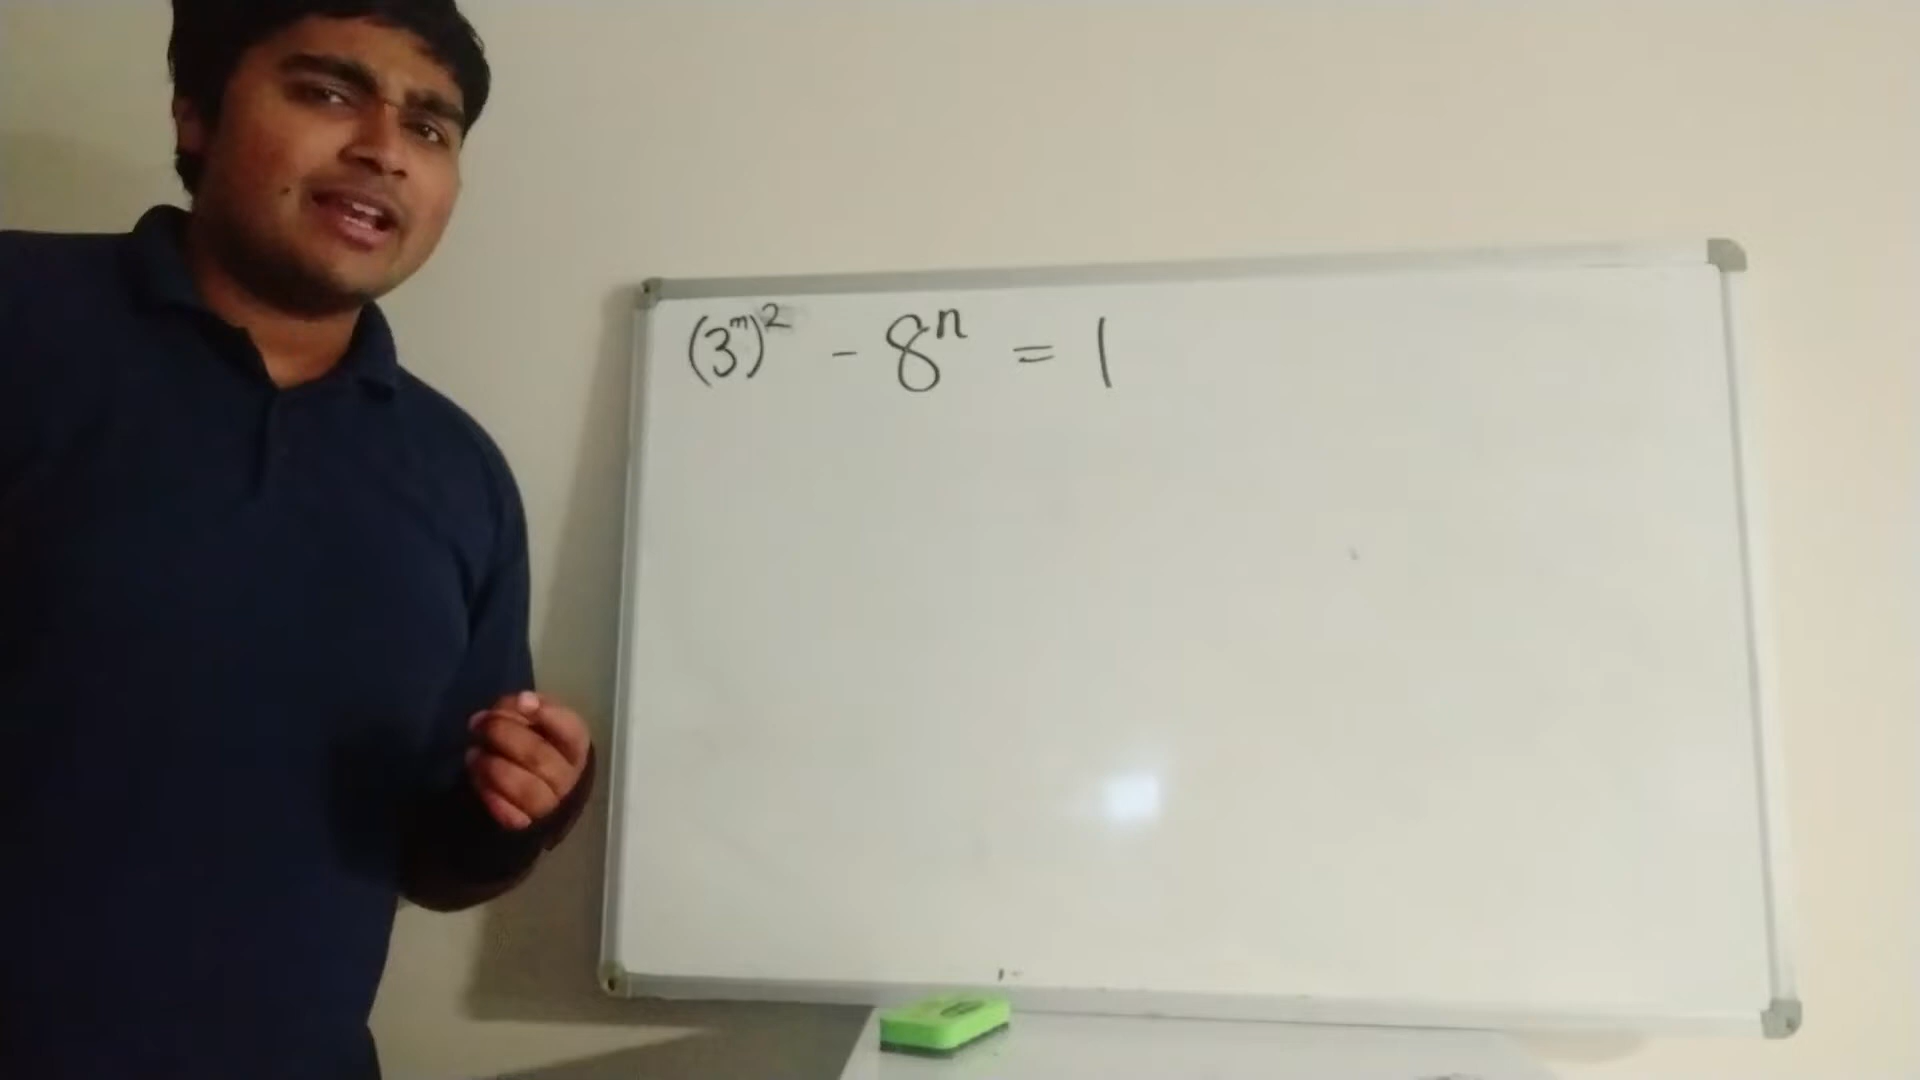 (3^m)^2 - 8^n = 1